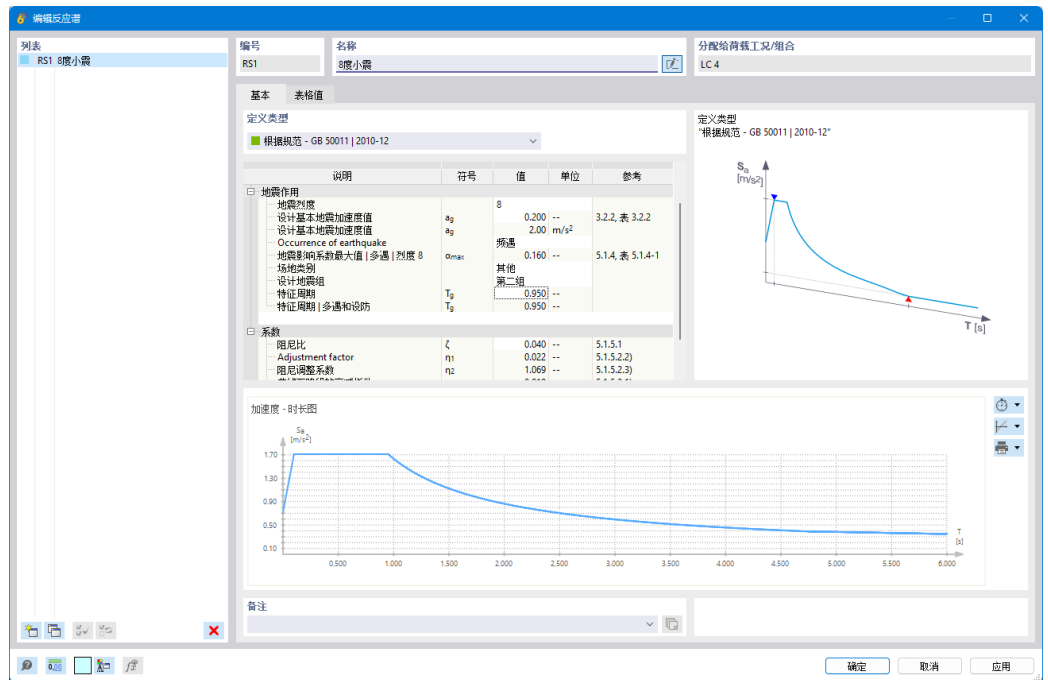 编辑反应谱
列表
RS1 8度小震
编号
RS1
名称
8度小震
分配给荷载工况/组合
LC 4
基本 表格值
定义类型
根据规范 - GB 50011 | 2010-12
说明 符号 值 单位 参考
地震作用
地震烈度 8
设计基本地震加速度值 ag 0.200 -- 3.2.2, 表 3.2.2
设计基本地震加速度值 ag 2.00 m/s²
Occurrence of earthquake 频遇
地震影响系数最大值 | 多遇 | 烈度 8 αmax 0.160 -- 5.1.4, 表 5.1.4-1
场地类别 其他
设计地震组 第二组
特征周期 Tg 0.950 --
特征周期 | 多遇和设防 Tg 0.950 --
系数
阻尼比 ζ 0.040 -- 5.1.5.1
Adjustment factor η1 0.022 -- 5.1.5.2.2)
阻尼调整系数 η2 1.069 -- 5.1.5.2.3)
定义类型
"根据规范 - GB 50011 | 2010-12"
Sa
[m/s2]
T [s]
加速度 - 时长图
Sa
[m/s2]
1.70
1.30
0.90
0.50
0.10
T
[s]
0.500 1.000 1.500 2.000 2.500 3.000 3.500 4.000 4.500 5.000 5.500 6.000
备注
0,00
确定 取消 应用